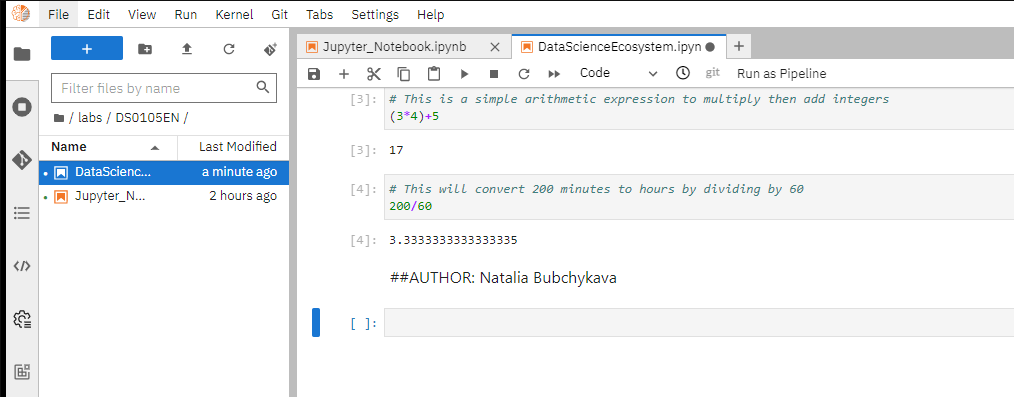 File Edit View Run Kernel Git Tabs Settings Help
Jupyter_Notebook.ipynb
DataScienceEcosystem.ipyn
Code
git
Run as Pipeline
Filter files by name
/ labs / DS0105EN /
Name Last Modified
DataScienc... a minute ago
Jupyter_N... 2 hours ago
[3]: # This is a simple arithmetic expression to multiply then add integers
(3*4)+5
[3]: 17
[4]: # This will convert 200 minutes to hours by dividing by 60
200/60
[4]: 3.3333333333333335
##AUTHOR: Natalia Bubchykava
[ ]: